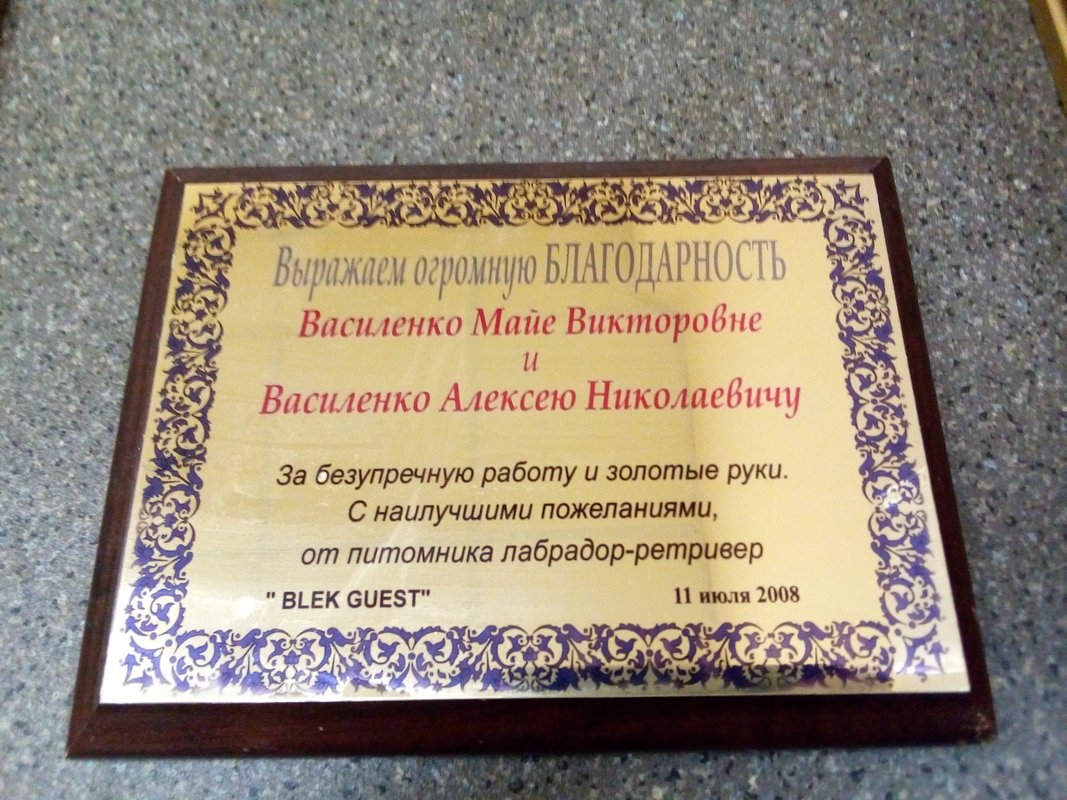 Выражаем огромную БЛАГОДАРНОСТЬ
Василенко Майе Викторовне
и
Василенко Алексею Николаевичу
За безупречную работу и золотые руки.
С наилучшими пожеланиями,
от питомника лабрадор-ретривер
" BLEK GUEST" 11 июля 2008